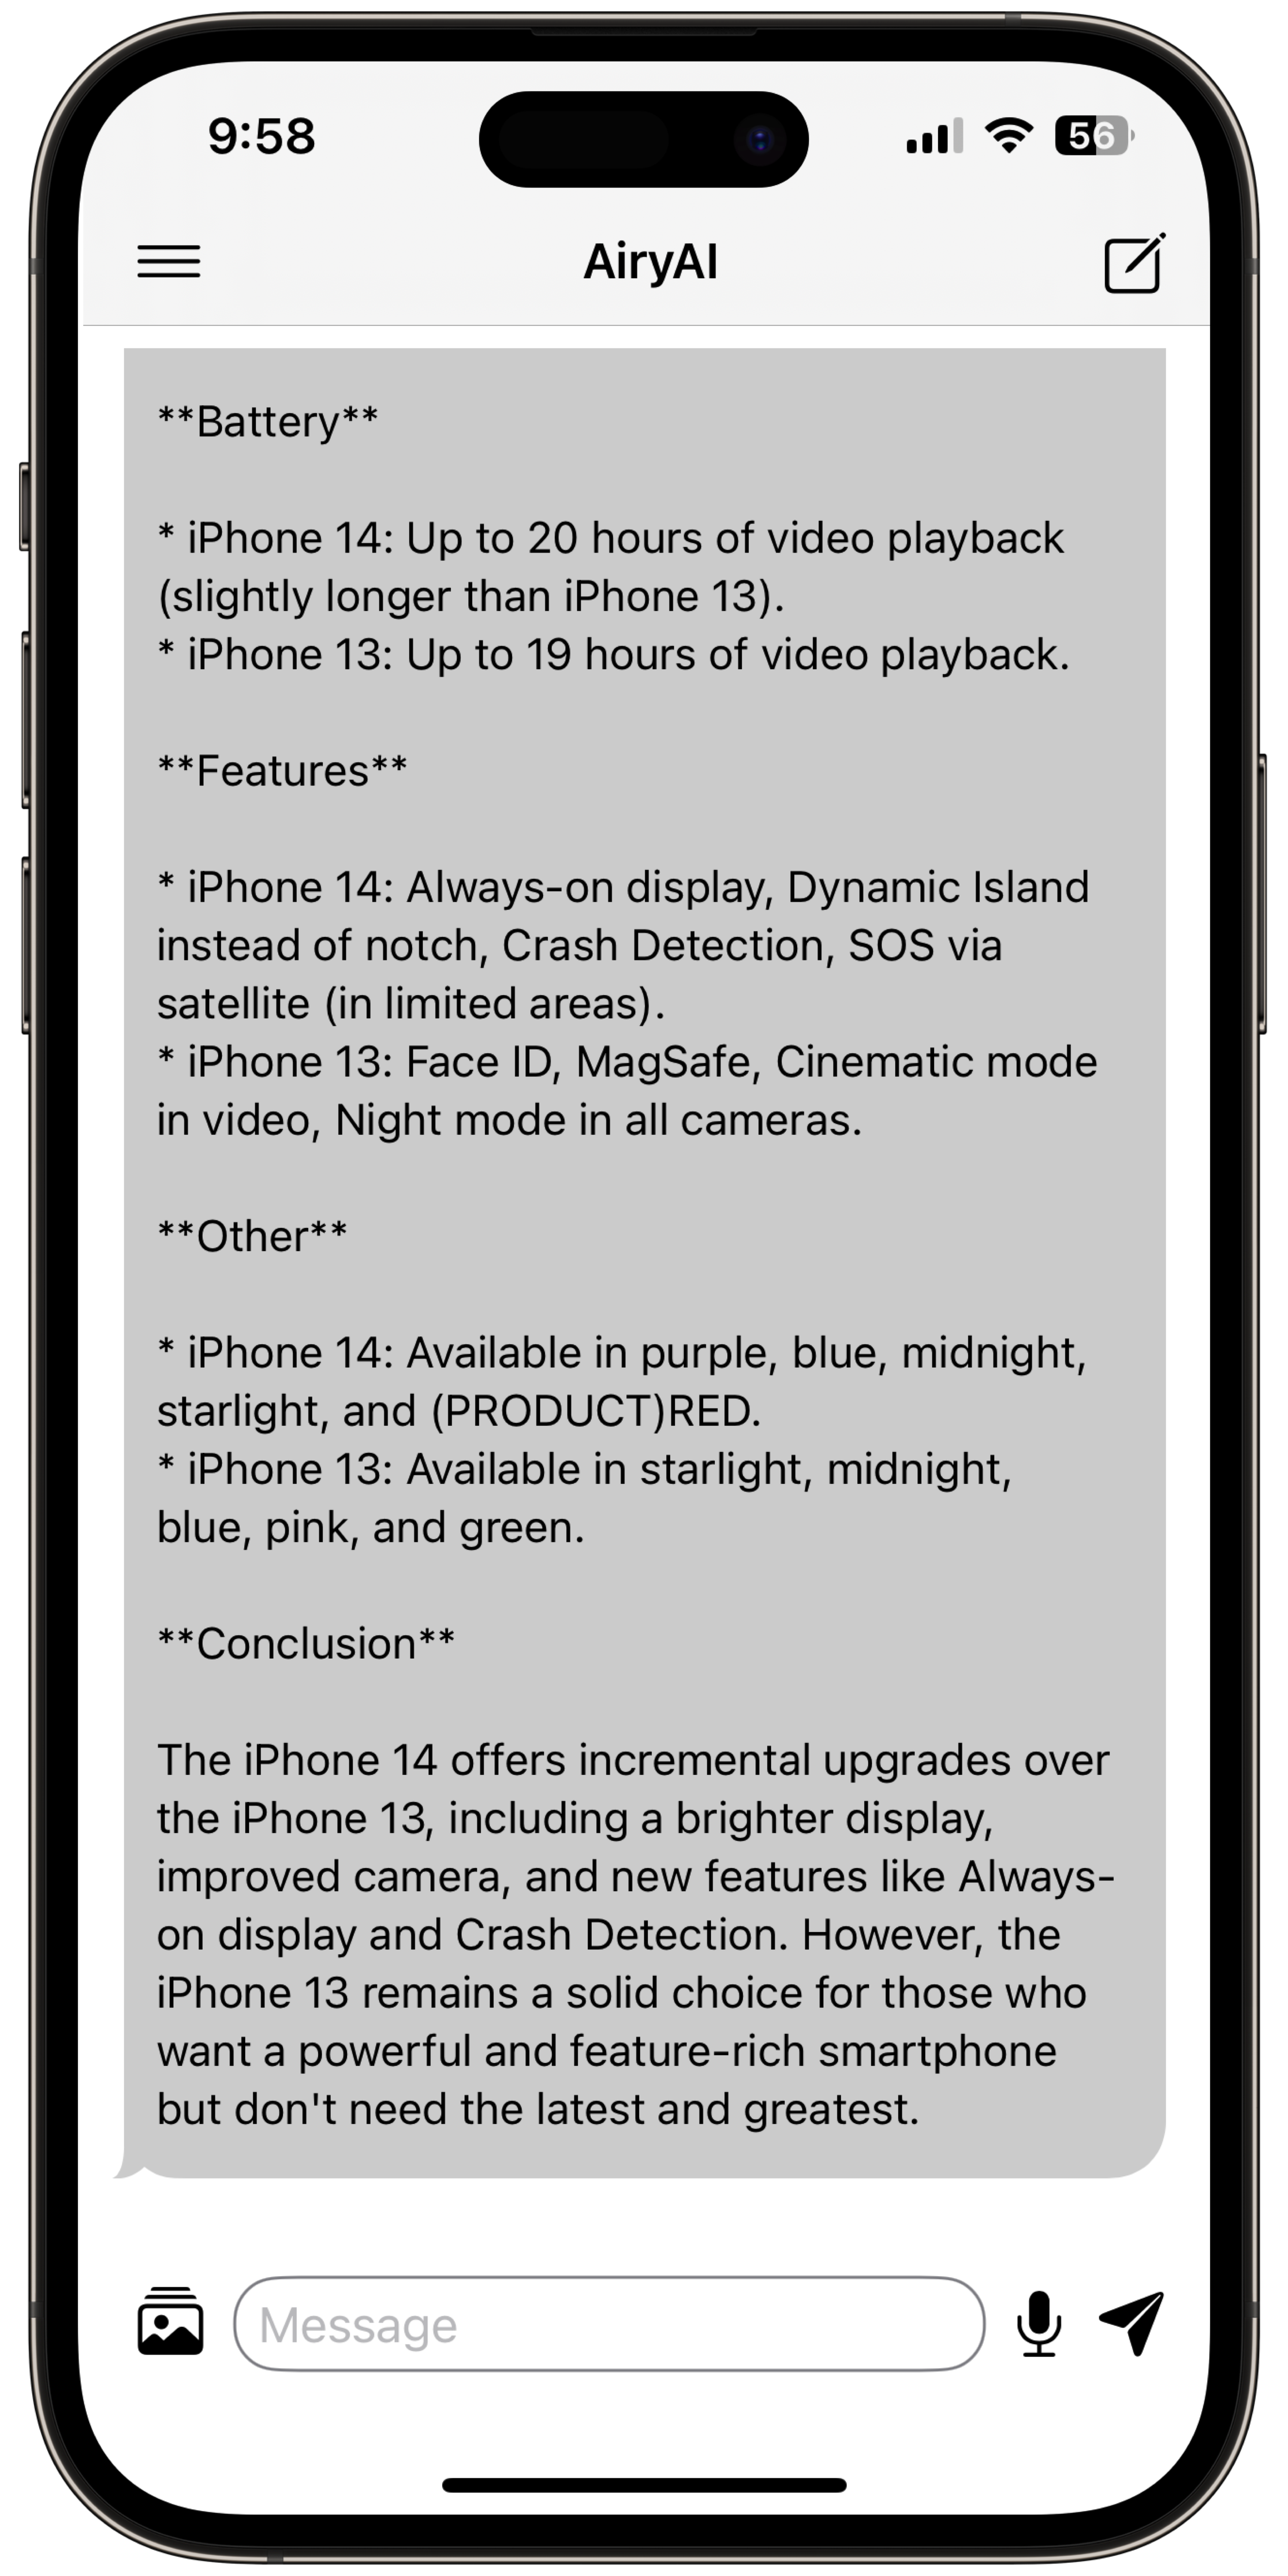 9:58
56
AiryAI
**Battery**
* iPhone 14: Up to 20 hours of video playback
(slightly longer than iPhone 13).
* iPhone 13: Up to 19 hours of video playback.
**Features**
* iPhone 14: Always-on display, Dynamic Island
instead of notch, Crash Detection, SOS via
satellite (in limited areas).
* iPhone 13: Face ID, MagSafe, Cinematic mode
in video, Night mode in all cameras.
**Other**
* iPhone 14: Available in purple, blue, midnight,
starlight, and (PRODUCT)RED.
* iPhone 13: Available in starlight, midnight,
blue, pink, and green.
**Conclusion**
The iPhone 14 offers incremental upgrades over
the iPhone 13, including a brighter display,
improved camera, and new features like Always-
on display and Crash Detection. However, the
iPhone 13 remains a solid choice for those who
want a powerful and feature-rich smartphone
but don't need the latest and greatest.
Message